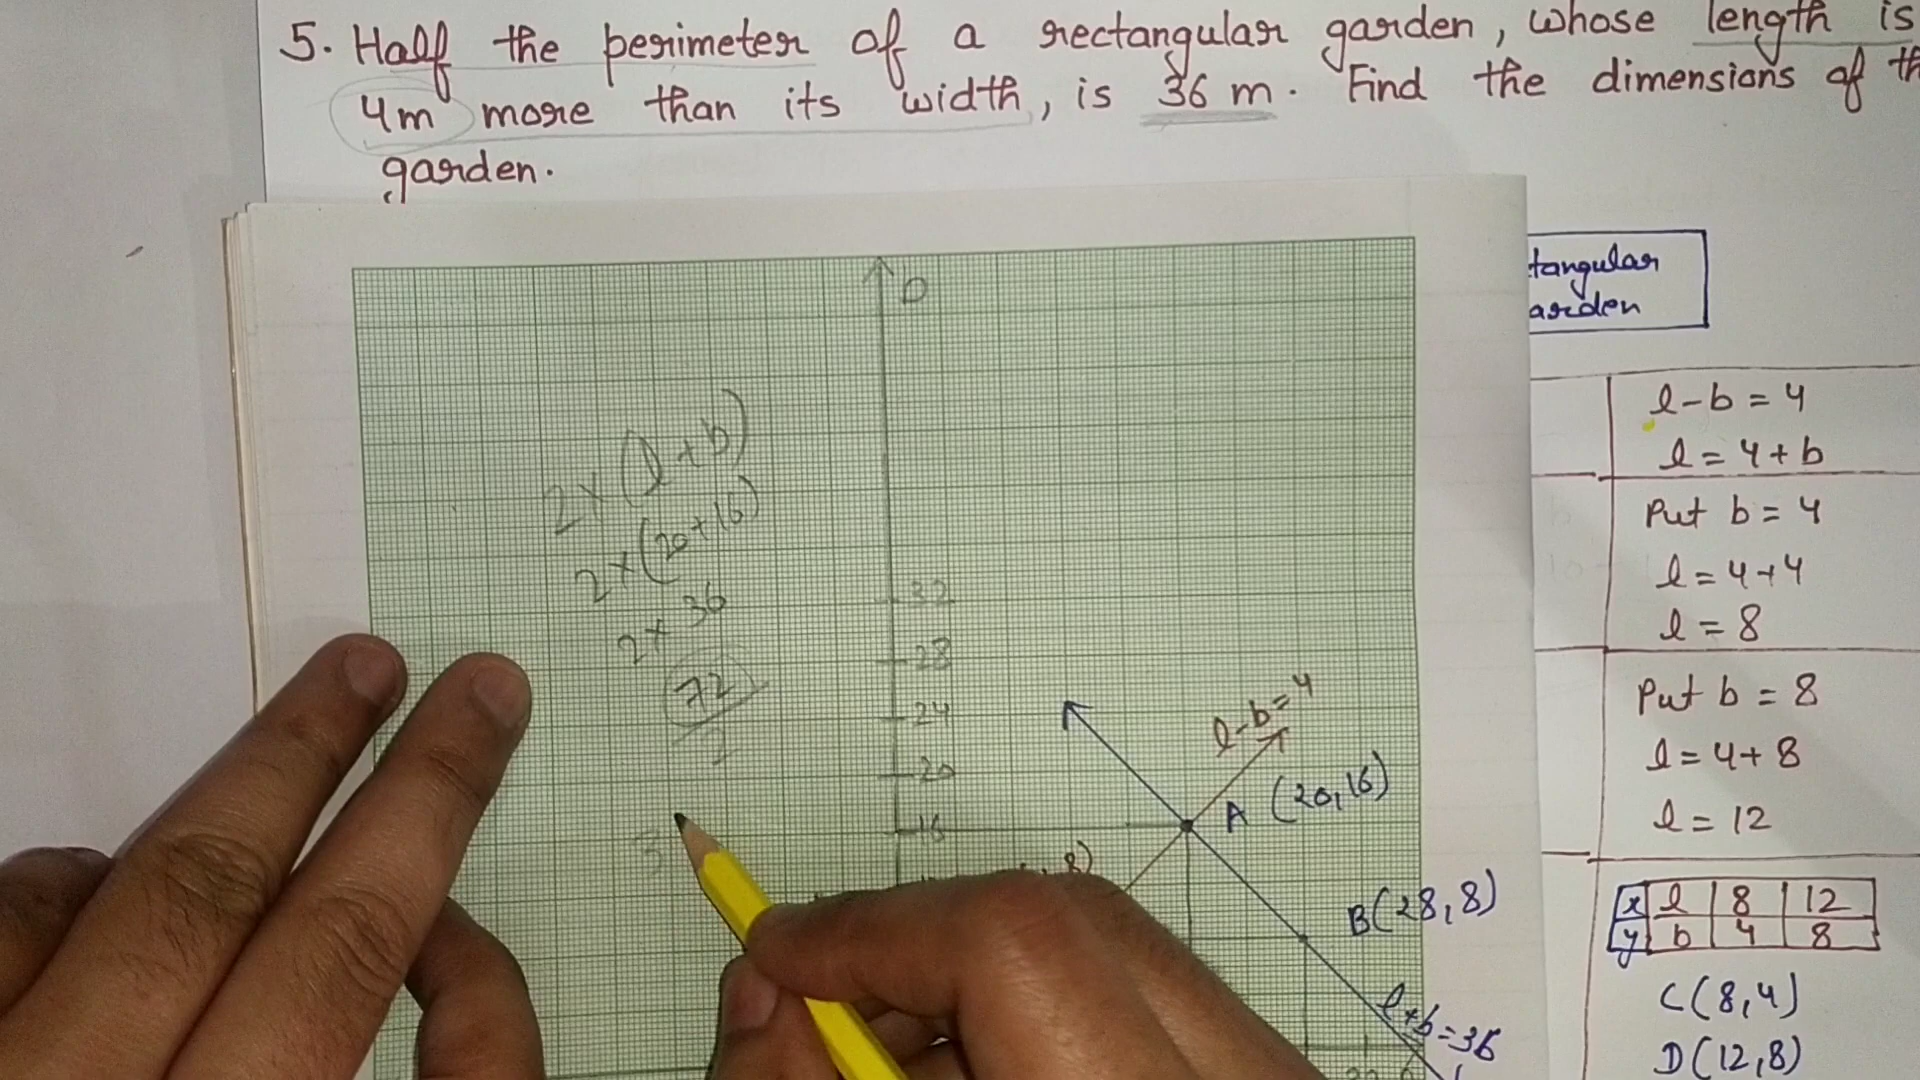 5. Half the perimeter of a rectangular garden, whose length is
4m more than its width, is 36 m. Find the dimensions of th
garden.
b
2 × (l + b)
2 × (20 + 16)
2 × 36
72
2
3
32
28
24
20
16
l-b=4
A (20, 16)
8)
B(28, 8)
l+b=36
tangular
arden
l - b = 4
l = 4 + b
Put b = 4
l = 4 + 4
l = 8
Put b = 8
l = 4 + 8
l = 12
x l 8 12
y b 4 8
C(8, 4)
D(12, 8)